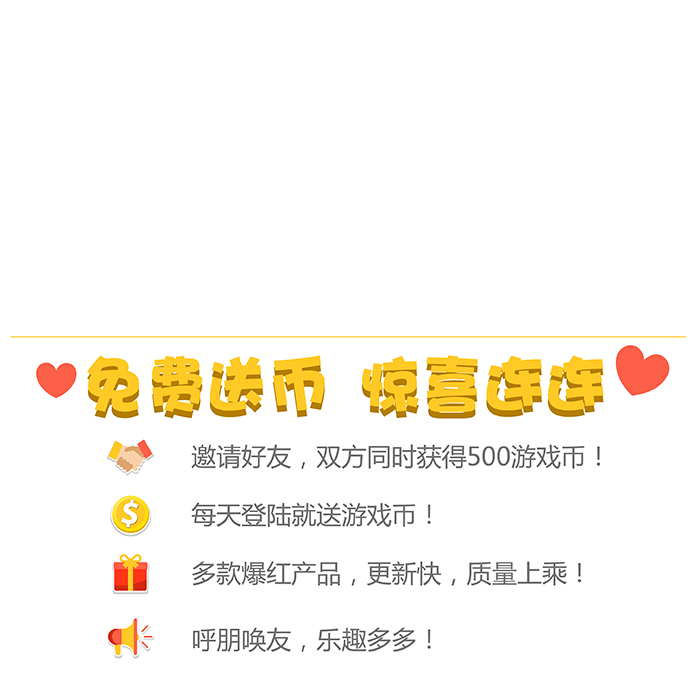 免费送币 惊喜连连
邀请好友，双方同时获得500游戏币！
$
每天登陆就送游戏币！
多款爆红产品，更新快，质量上乘！
呼朋唤友，乐趣多多！